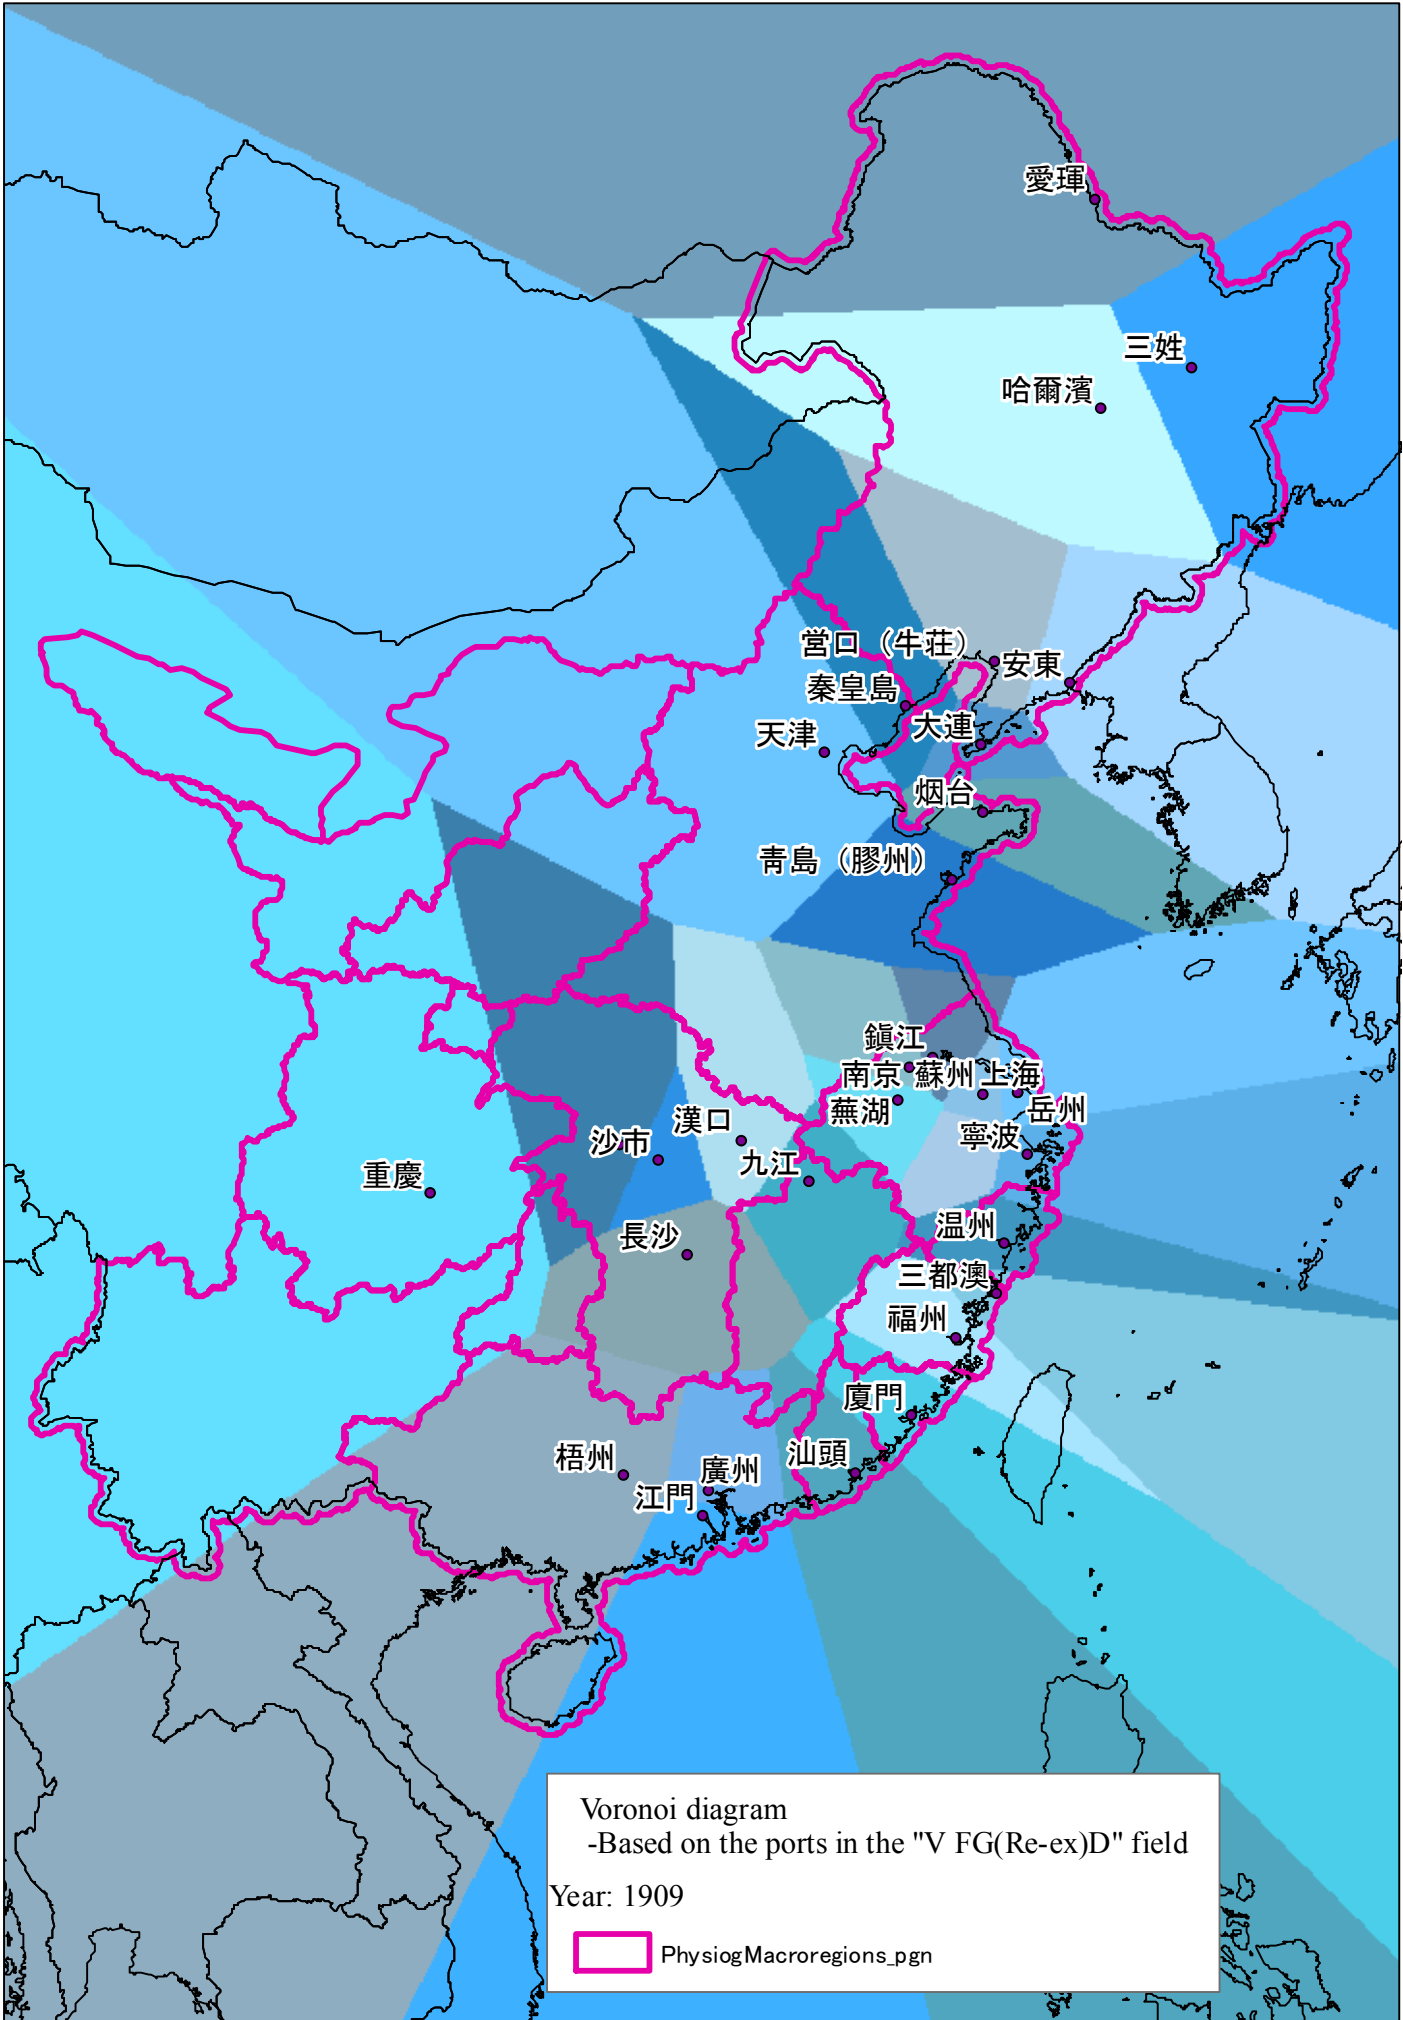 愛琿
三姓
哈爾濱
営口（牛荘）
安東
秦皇島
大連
天津
烟台
靑島（膠州）
鎭江
南京
蘇州
上海
蕪湖
岳州
漢口
沙市
寧波
九江
重慶
長沙
温州
三都澳
福州
廈門
梧州
汕頭
廣州
江門
Voronoi diagram
-Based on the ports in the "V FG(Re-ex)D" field
Year: 1909
PhysiogMacroregions_pgn